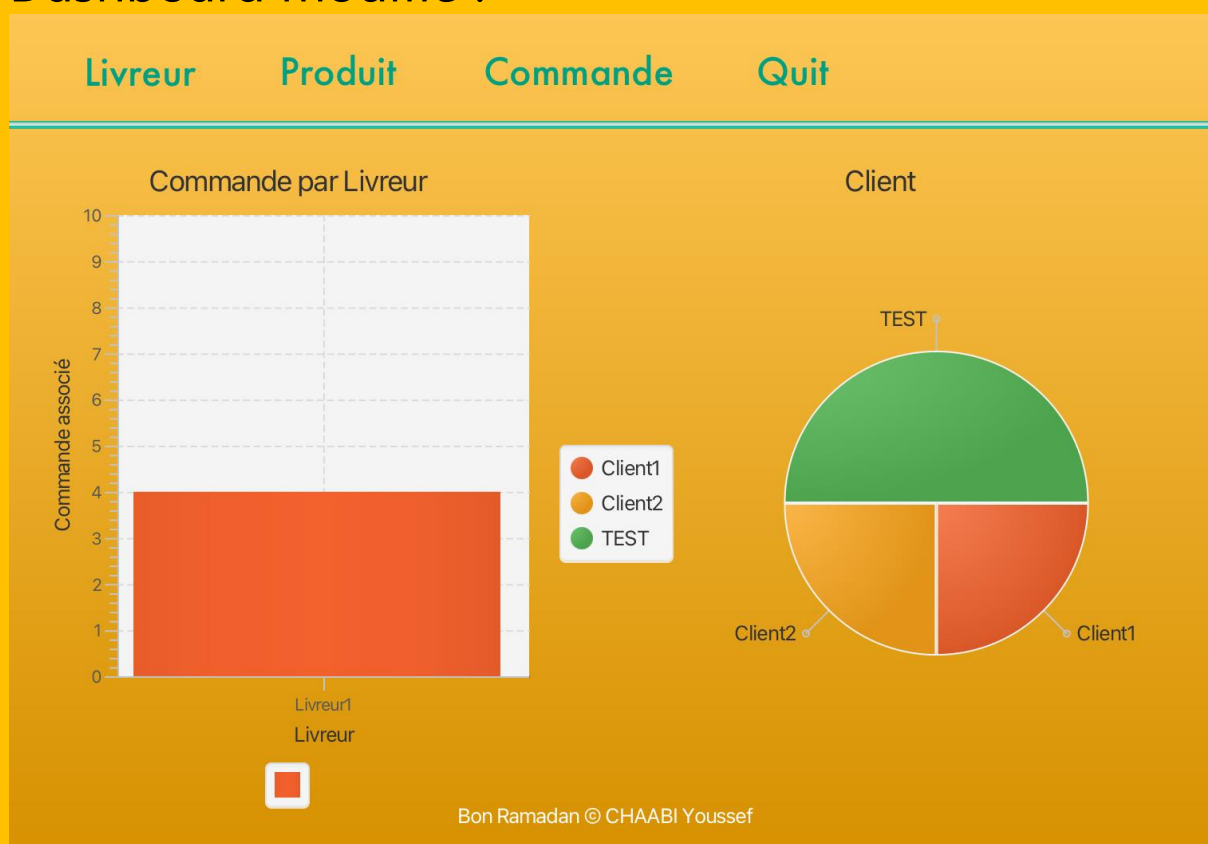 Livreur Produit Commande Quit
Commande par Livreur
10
9
8
7
6
5
4
3
2
1
0
Commande associé
Livreur1
Livreur
Client1
Client2
TEST
Client
TEST
Client2
Client1
Bon Ramadan © CHAABI Youssef